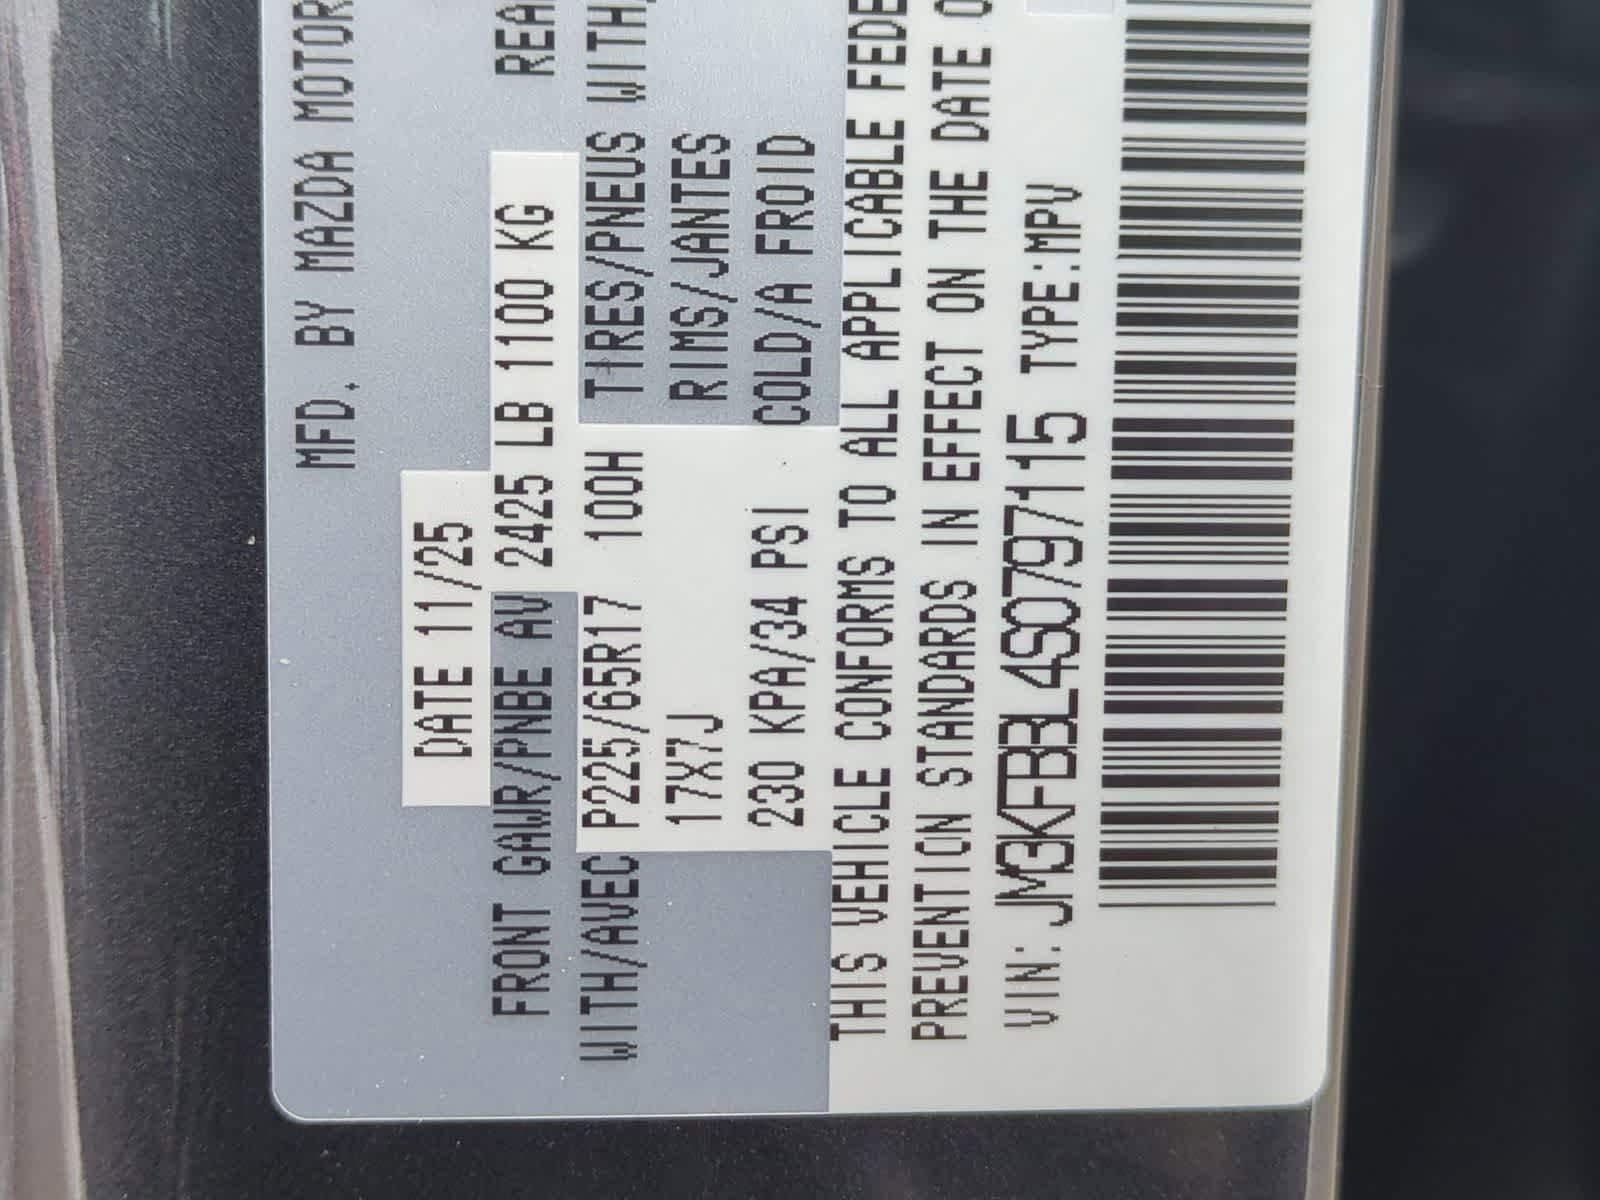 MFD. BY MAZDA MOTOR
DATE 11/25
FRONT GAWR/PNBE AV 2425 LB 1100 KG REA
WITH/AVEC P225/65R17 100H TIRES/PNEUS WITH/
17X7J RIMS/JANTES
230 KPA/34 PSI COLD/A FROID
THIS VEHICLE CONFORMS TO ALL APPLICABLE FEDE
PREVENTION STANDARDS IN EFFECT ON THE DATE O
VIN: JM3KFBBL4S0797115 TYPE:MPV